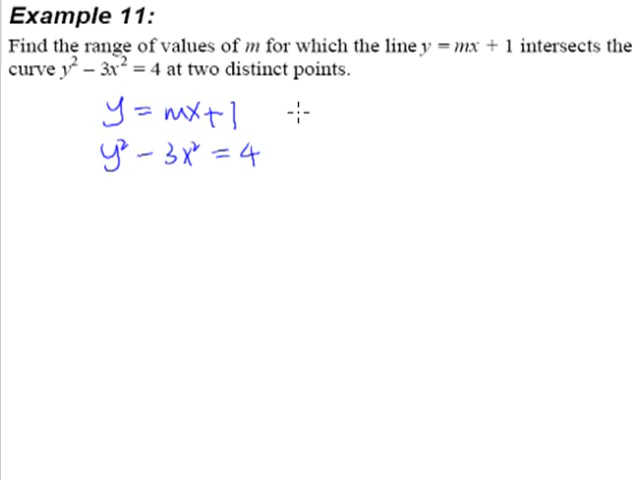 Example 11:
Find the range of values of m for which the line y = mx + 1 intersects the
curve y² – 3x² = 4 at two distinct points.
y = mx+1
y² – 3x² = 4